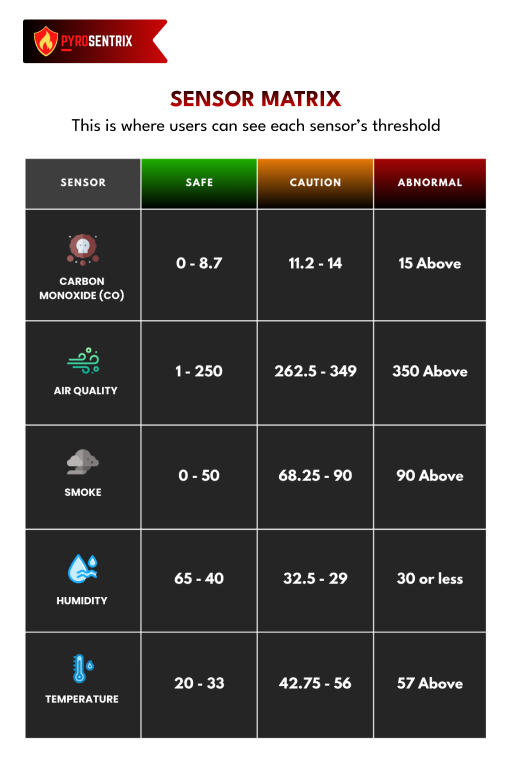 PYROSENTRIX
SENSOR MATRIX
This is where users can see each sensor's threshold
SENSOR SAFE CAUTION ABNORMAL
CARBON
MONOXIDE (CO)
0 - 8.7 11.2 - 14 15 Above
AIR QUALITY
1 - 250 262.5 - 349 350 Above
SMOKE
0 - 50 68.25 - 90 90 Above
HUMIDITY
65 - 40 32.5 - 29 30 or less
TEMPERATURE
20 - 33 42.75 - 56 57 Above